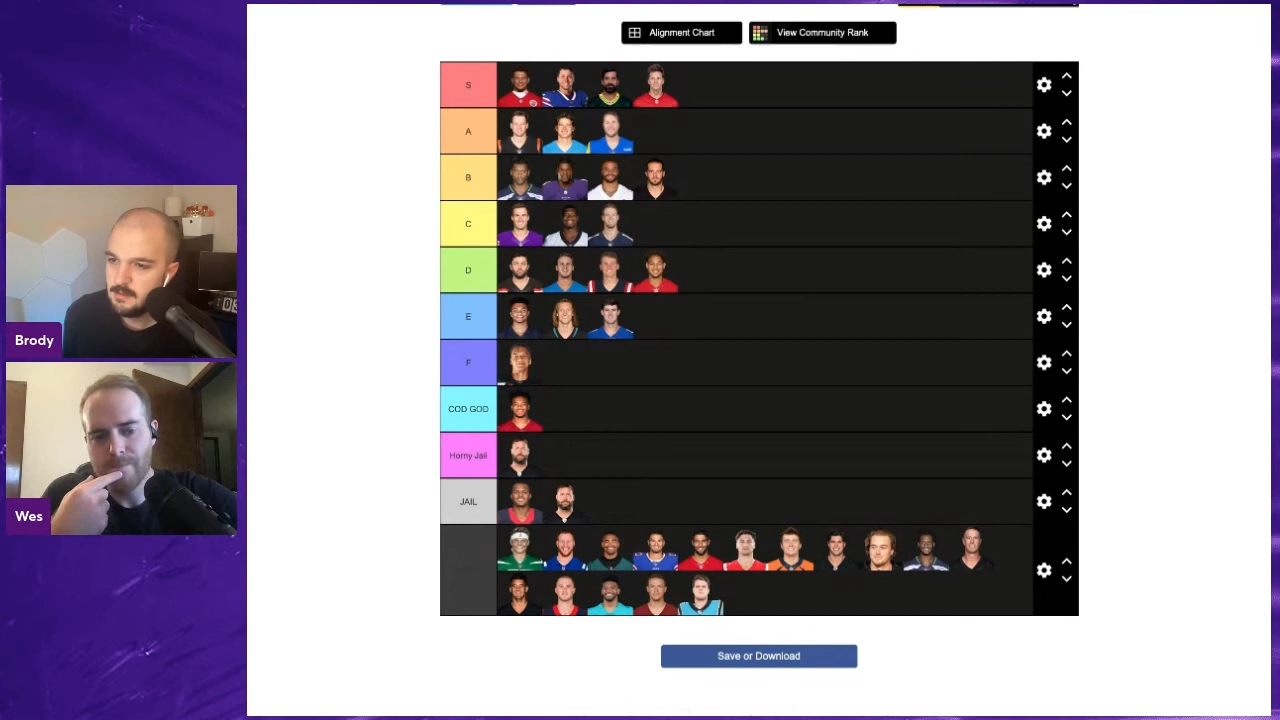 Alignment Chart
View Community Rank
S
A
B
C
D
E
F
COD GOD
Horny Jail
JAIL
Save or Download
Brody
Wes